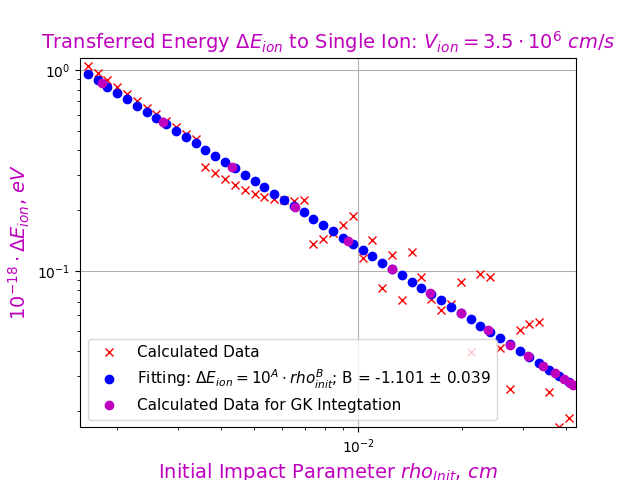 Transferred Energy ΔE_ion to Single Ion: V_ion = 3.5 · 10^6 cm/s
10^0
10^−1
10^−18 · ΔE_ion, eV
Calculated Data
Fitting: ΔE_ion = 10^A · rho_init^B; B = -1.101 ± 0.039
Calculated Data for GK Integtation
10^−2
Initial Impact Parameter rho_Init, cm